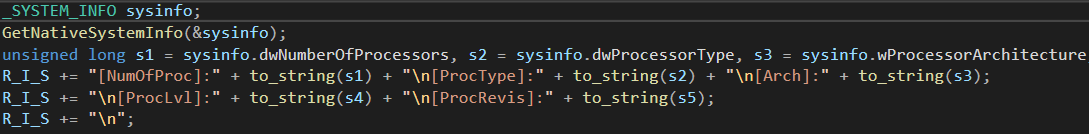 _SYSTEM_INFO sysinfo;
GetNativeSystemInfo(&sysinfo);
unsigned long s1 = sysinfo.dwNumberOfProcessors, s2 = sysinfo.dwProcessorType, s3 = sysinfo.wProcessorArchitecture
R_I_S += "[NumOfProc]:" + to_string(s1) + "\n[ProcType]:" + to_string(s2) + "\n[Arch]:" + to_string(s3);
R_I_S += "\n[ProcLvl]:" + to_string(s4) + "\n[ProcRevis]:" + to_string(s5);
R_I_S += "\n";